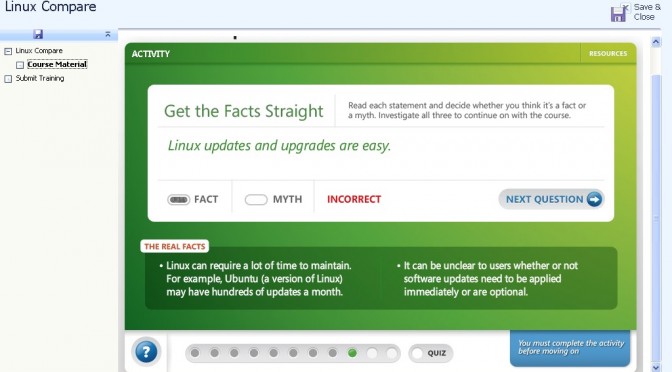 Linux Compare
Save &
Close
Linux Compare
Course Material
Submit Training
ACTIVITY
RESOURCES
Get the Facts Straight
Read each statement and decide whether you think it's a fact or
a myth. Investigate all three to continue on with the course.
Linux updates and upgrades are easy.
FACT
MYTH
INCORRECT
NEXT QUESTION
THE REAL FACTS
• Linux can require a lot of time to maintain.
For example, Ubuntu (a version of Linux)
may have hundreds of updates a month.
• It can be unclear to users whether or not
software updates need to be applied
immediately or are optional.
?
QUIZ
You must complete the activity
before moving on